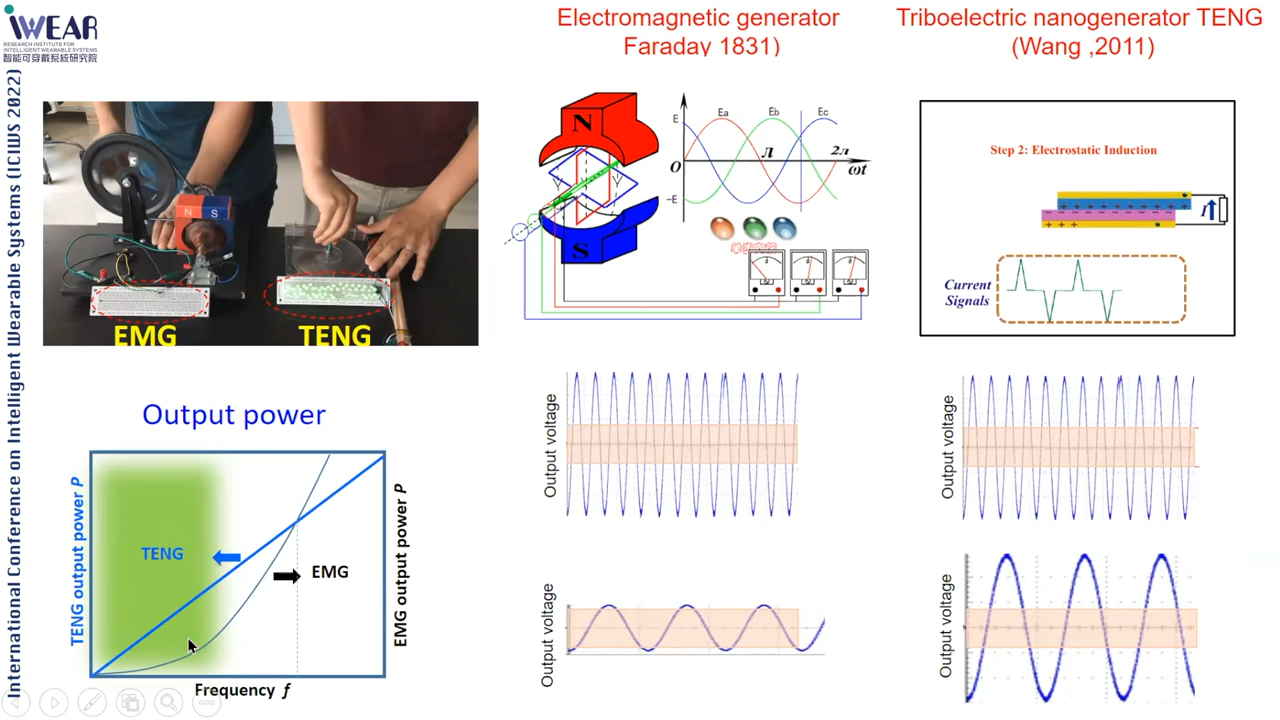 iWEAR
RESEARCH INSTITUTE FOR
INTELLIGENT WEARABLE SYSTEMS
智能可穿戴系統研究院
International Conference on Intelligent Wearable Systems (ICIWS 2022)
Electromagnetic generator
Faraday 1831)
Triboelectric nanogenerator TENG
(Wang ,2011)
N S
EMG
TENG
N
S
E
O
-E
Ea
Eb
Ec
π
2π
ωt
Step 2: Electrostatic Induction
I
Current
Signals
Output power
TENG output power P
TENG
EMG
EMG output power P
Frequency f
Output voltage
Output voltage
Output voltage
Output voltage